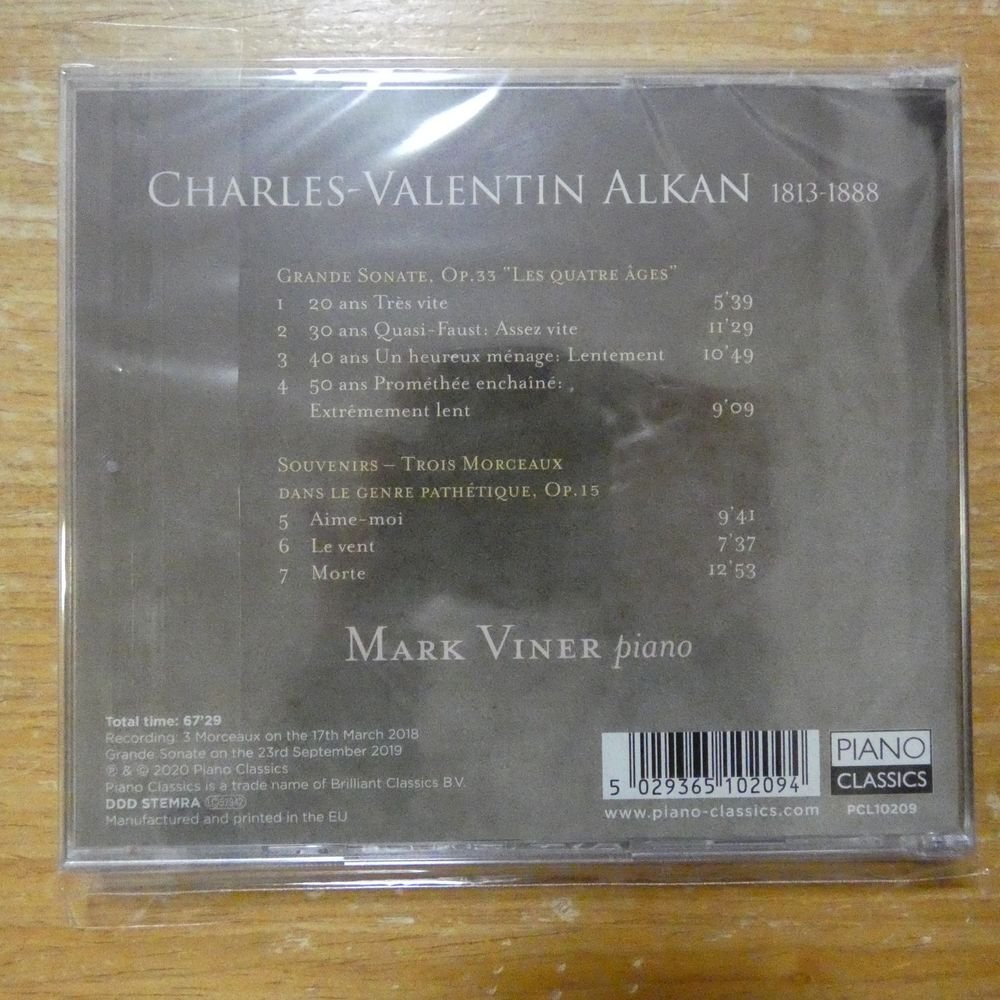 CHARLES-VALENTIN ALKAN 1813-1888
GRANDE SONATE, OP.33 "LES QUATRE ÂGES"
1 20 ans Très vite 5'39
2 30 ans Quasi-Faust: Assez vite 11'29
3 40 ans Un heureux ménage: Lentement 10'49
4 50 ans Prométhée enchaîné:
Extrêmement lent 9'09
SOUVENIRS – TROIS MORCEAUX
DANS LE GENRE PATHÉTIQUE, OP.15
5 Aime-moi 9'41
6 Le vent 7'37
7 Morte 12'53
MARK VINER piano
Total time: 67'29
Recording: 3 Morceaux on the 17th March 2018
Grande Sonate on the 23rd September 2019
℗ & © 2020 Piano Classics
Piano Classics is a trade name of Brilliant Classics B.V.
DDD STEMRA
Manufactured and printed in the EU
5 029365 102094
www.piano-classics.com
PIANO
CLASSICS
PCL10209